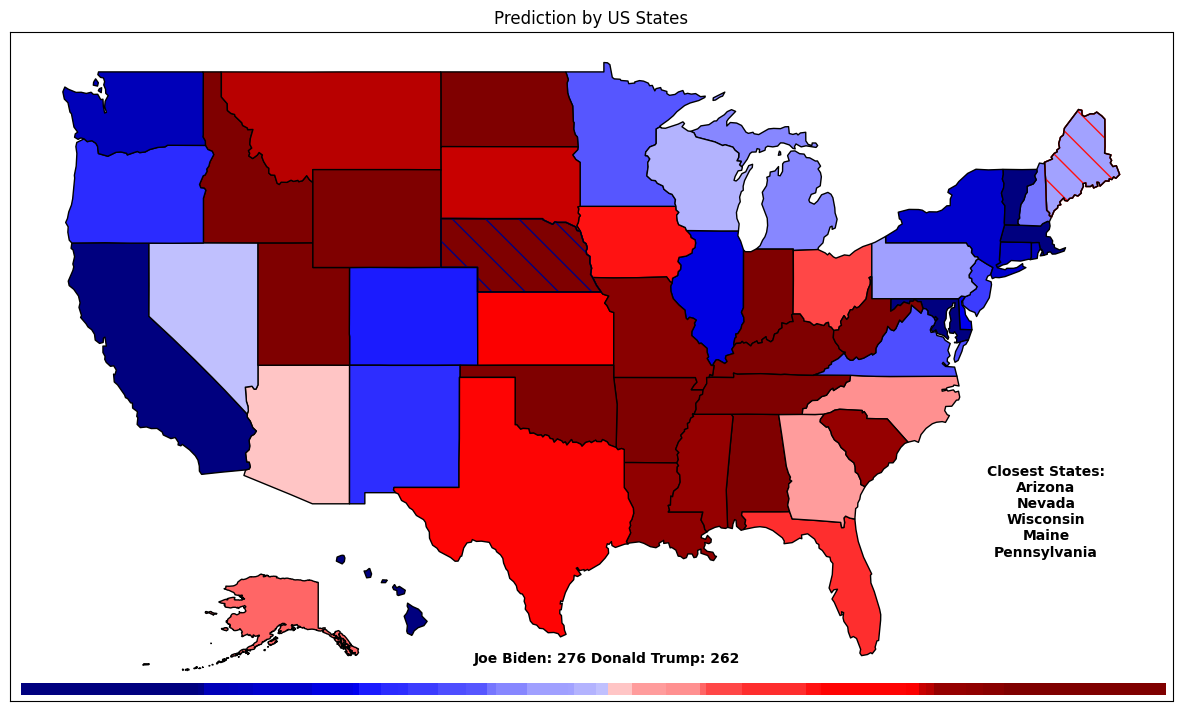 Prediction by US States
Closest States:
Arizona
Nevada
Wisconsin
Maine
Pennsylvania
Joe Biden: 276 Donald Trump: 262